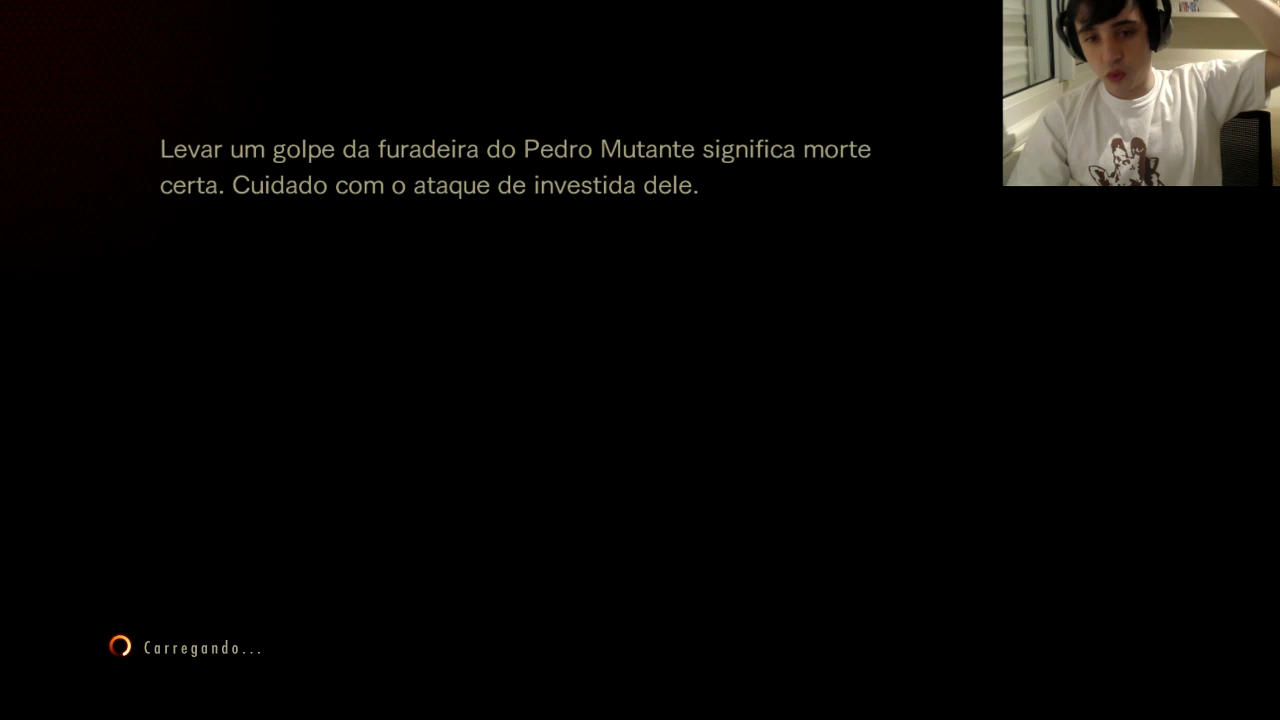 Levar um golpe da furadeira do Pedro Mutante significa morte
certa. Cuidado com o ataque de investida dele.
Carregando...